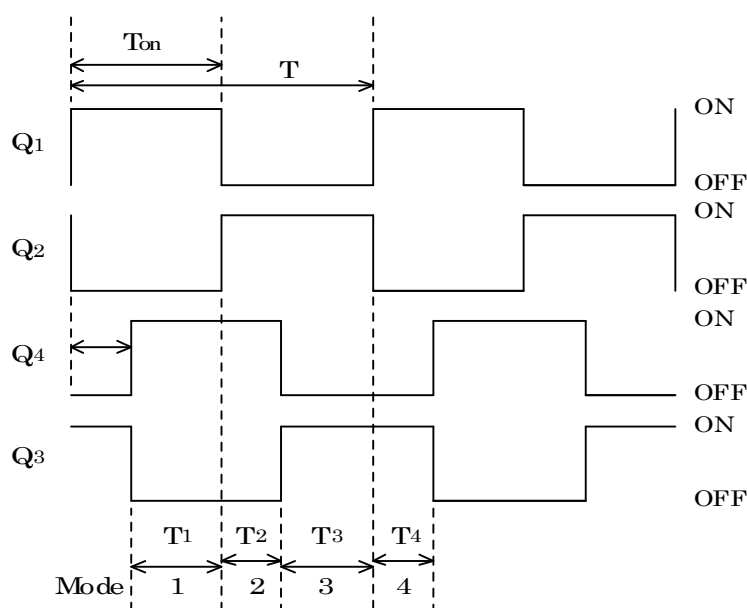 Ton
T
Q1
ON
OFF
Q2
ON
OFF
Q4
ON
OFF
Q3
ON
OFF
T1 T2 T3 T4
Mode 1 2 3 4